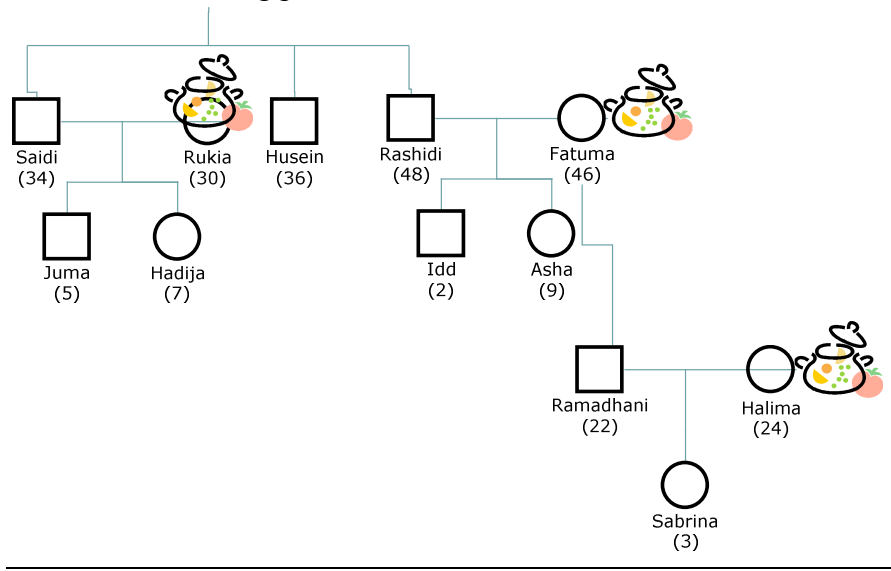 Saidi
(34)
Rukia
(30)
Husein
(36)
Rashidi
(48)
Fatuma
(46)
Juma
(5)
Hadija
(7)
Idd
(2)
Asha
(9)
Ramadhani
(22)
Halima
(24)
Sabrina
(3)